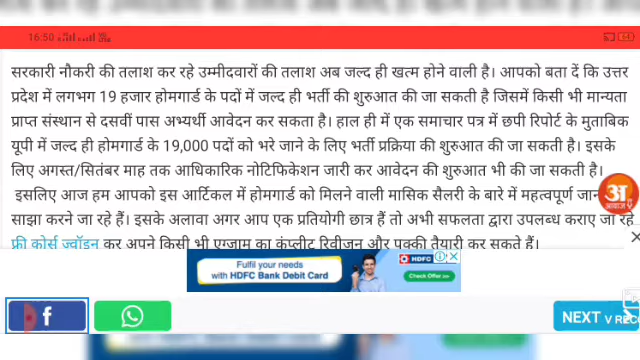 16:50
सरकारी नौकरी की तलाश कर रहे उम्मीदवारों की तलाश अब जल्द ही खत्म होने वाली है। आपको बता दें कि उत्तर
प्रदेश में लगभग 19 हजार होमगार्ड के पदों में जल्द ही भर्ती की शुरुआत की जा सकती है जिसमें किसी भी मान्यता
प्राप्त संस्थान से दसवीं पास अभ्यर्थी आवेदन कर सकता है। हाल ही में एक समाचार पत्र में छपी रिपोर्ट के मुताबिक
यूपी में जल्द ही होमगार्ड के 19,000 पदों को भरे जाने के लिए भर्ती प्रक्रिया की शुरुआत की जा सकती है। इसके
लिए अगस्त/सितंबर माह तक आधिकारिक नोटिफिकेशन जारी कर आवेदन की शुरुआत भी की जा सकती है।
इसलिए आज हम आपको इस आर्टिकल में होमगार्ड को मिलने वाली मासिक सैलरी के बारे में महत्वपूर्ण जान
साझा करने जा रहे हैं। इसके अलावा अगर आप एक प्रतियोगी छात्र हैं तो अभी सफलता द्वारा उपलब्ध कराए जा रहे
फ्री कोर्स ज्वॉइन कर अपने किसी भी एग्जाम का कंप्लीट रिवीजन और पक्की तैयारी कर सकते हैं।
अ
Fulfil your needs
with HDFC Bank Debit Card
HDFC
Check Offer
f
NEXT
V REC